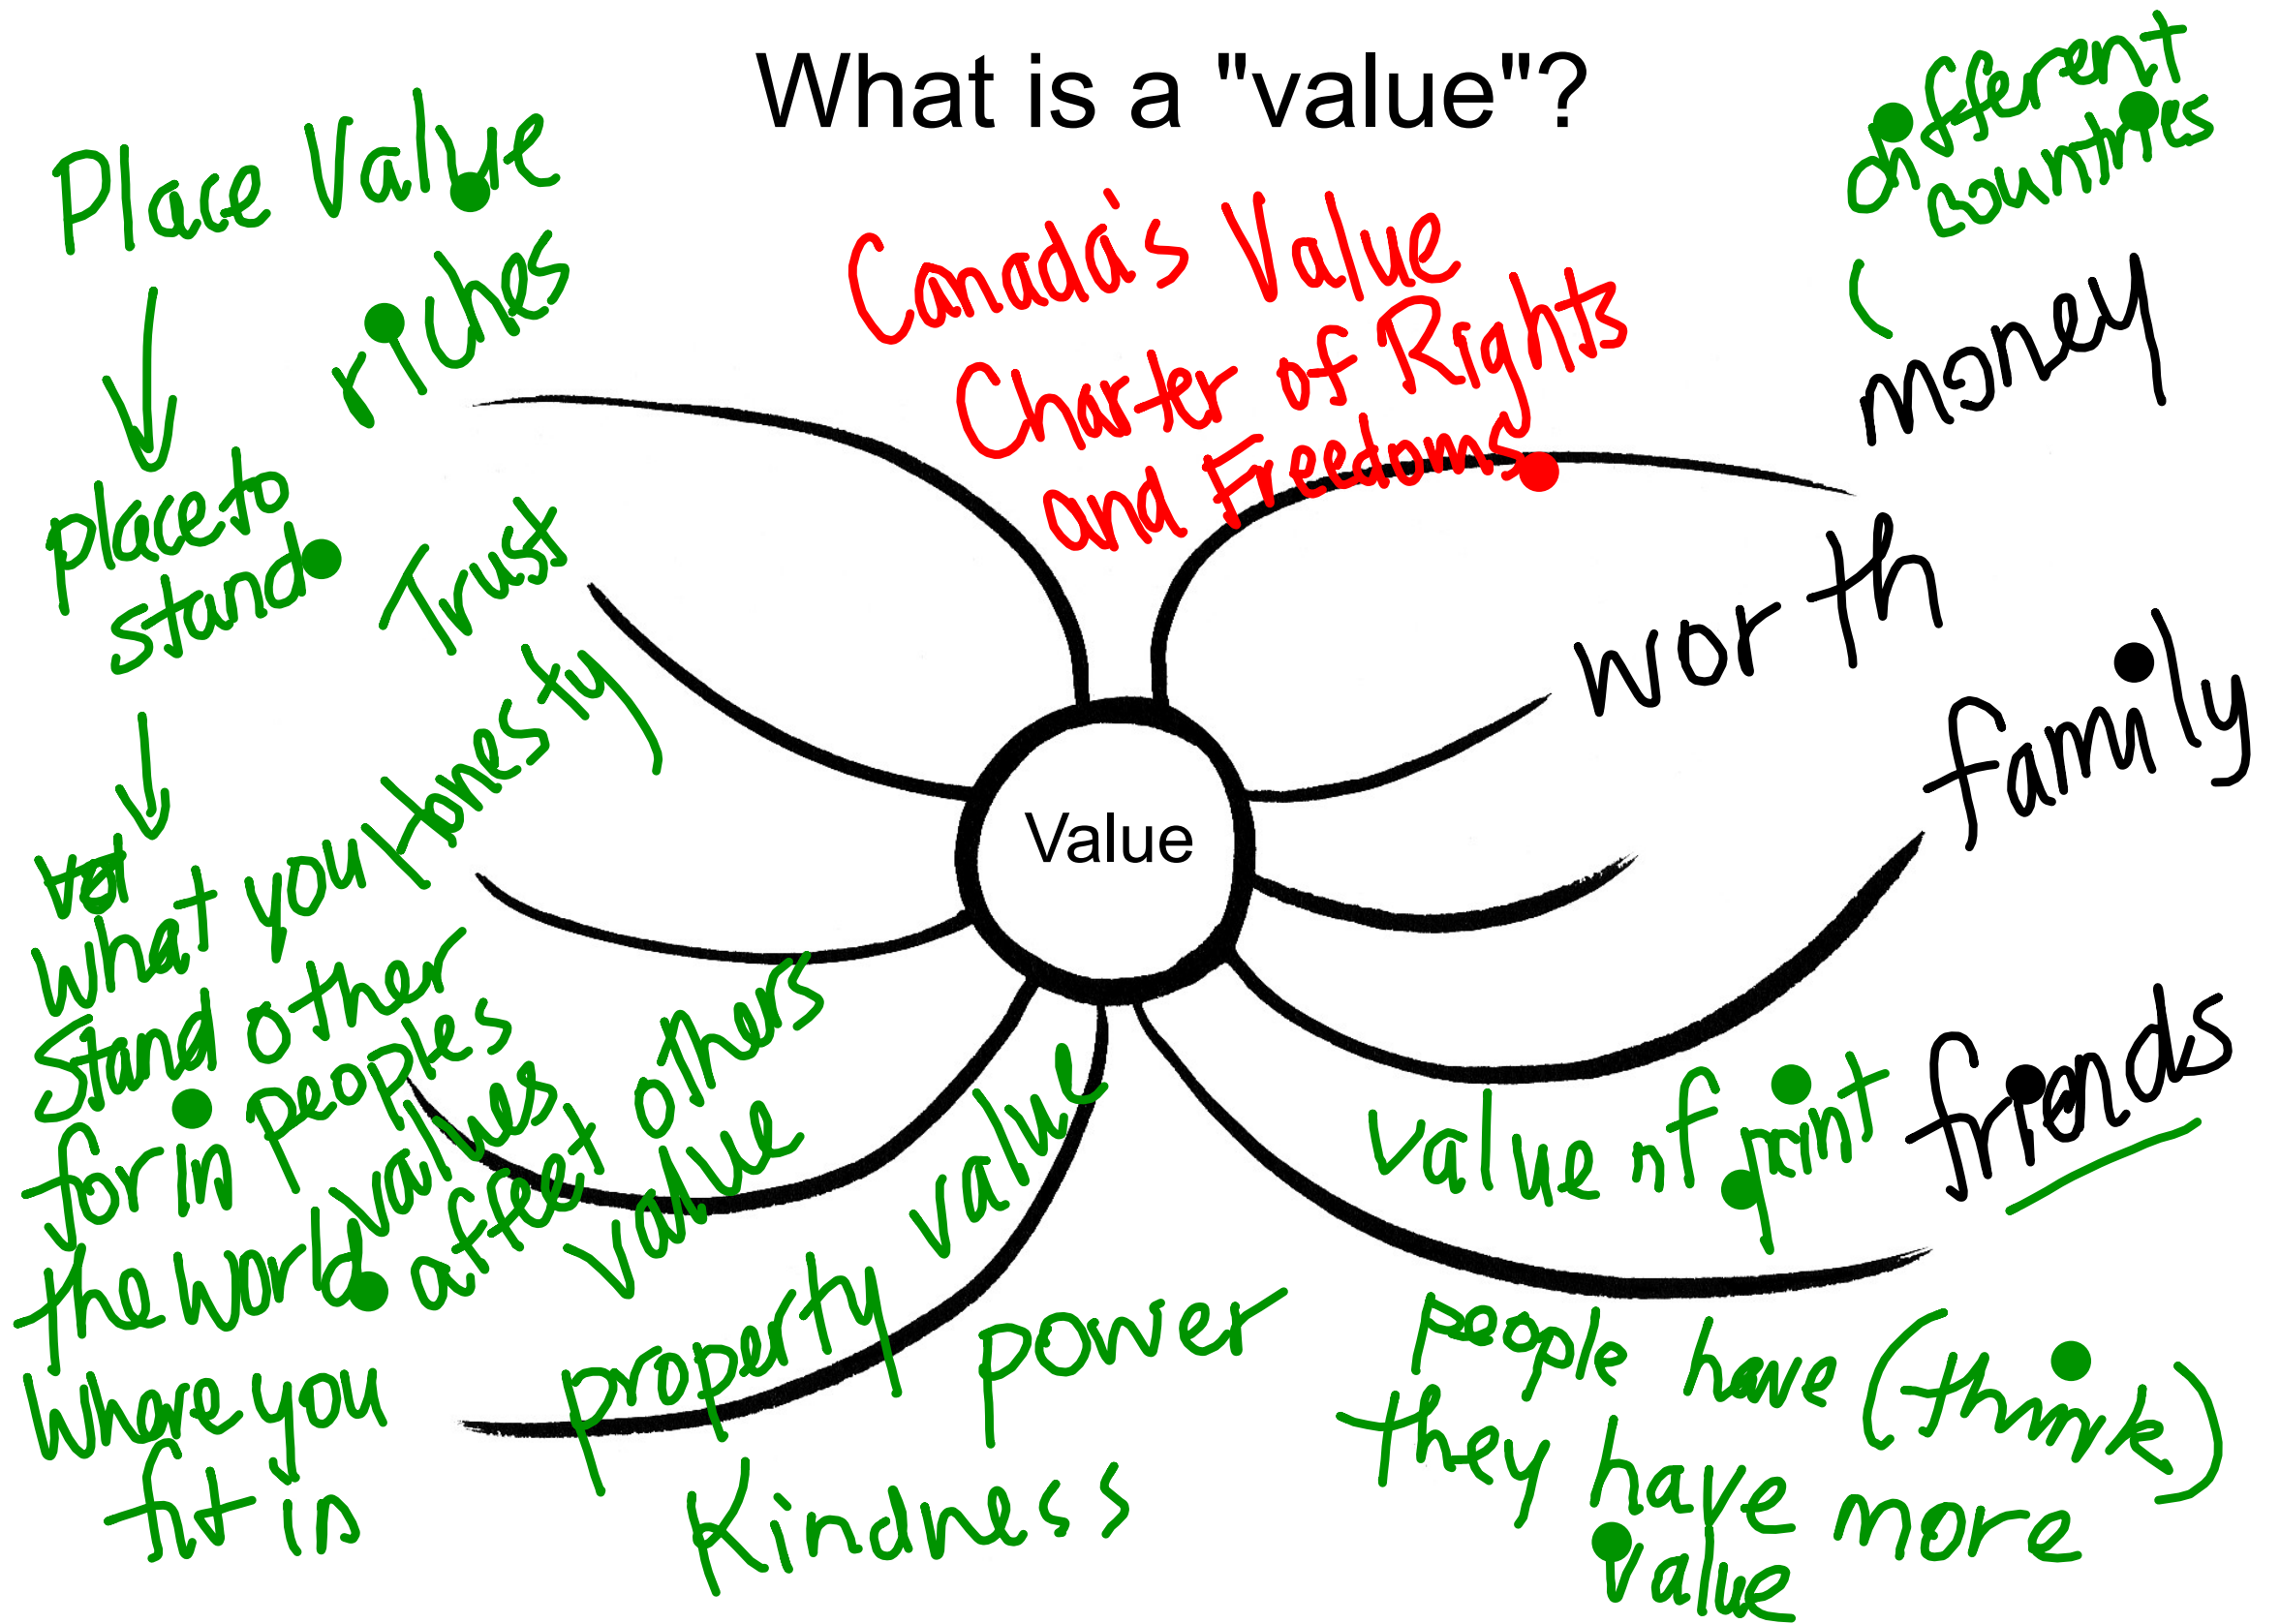 What is a "value"?
Place Value
riches
place to
stand
Trust
Honesty
what you
stand
for in
the world
where you
fit in
other
peoples
values
affect others
value
property value
power
Kindness
Canada's Value
Charter of Rights
and Freedoms
different
countries
money
worth
family
friends
Value
value of print
people have (think)
they have more
value